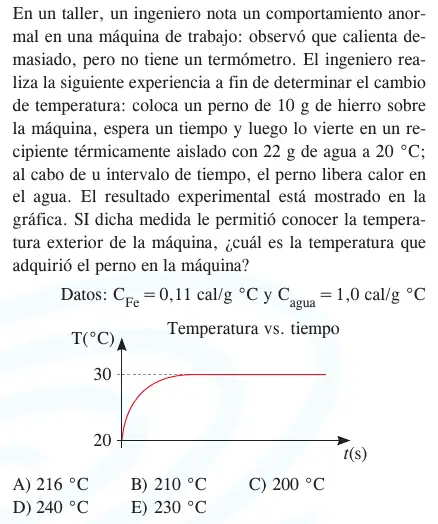 En un taller, un ingeniero nota un comportamiento anor-
mal en una máquina de trabajo: observó que calienta de-
masiado, pero no tiene un termómetro. El ingeniero rea-
liza la siguiente experiencia a fin de determinar el cambio
de temperatura: coloca un perno de 10 g de hierro sobre
la máquina, espera un tiempo y luego lo vierte en un re-
cipiente térmicamente aislado con 22 g de agua a 20 °C;
al cabo de u intervalo de tiempo, el perno libera calor en
el agua. El resultado experimental está mostrado en la
gráfica. SI dicha medida le permitió conocer la tempera-
tura exterior de la máquina, ¿cuál es la temperatura que
adquirió el perno en la máquina?
Datos: C_Fe = 0,11 cal/g °C y C_agua = 1,0 cal/g °C
Temperatura vs. tiempo
T(°C)
30
20
t(s)
A) 216 °C B) 210 °C C) 200 °C
D) 240 °C E) 230 °C